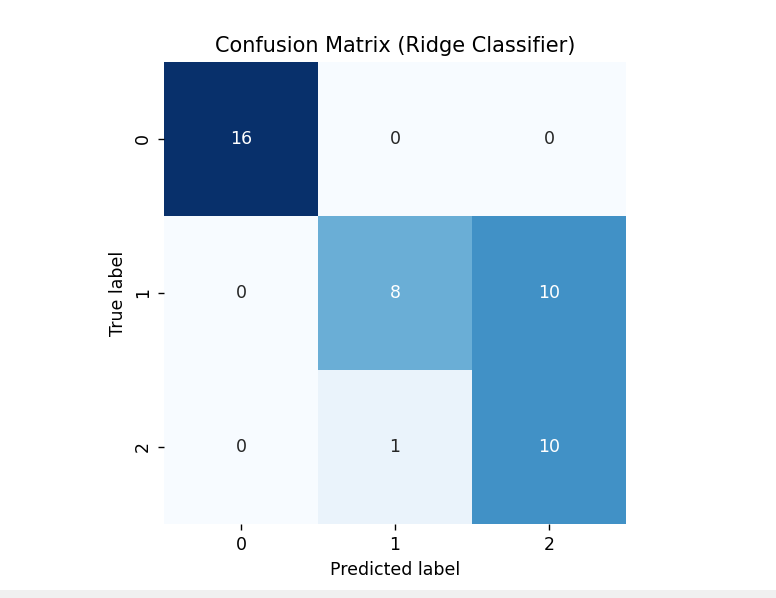 Confusion Matrix (Ridge Classifier)
0
16 0 0
True label
1
0 8 10
2
0 1 10
0 1 2
Predicted label